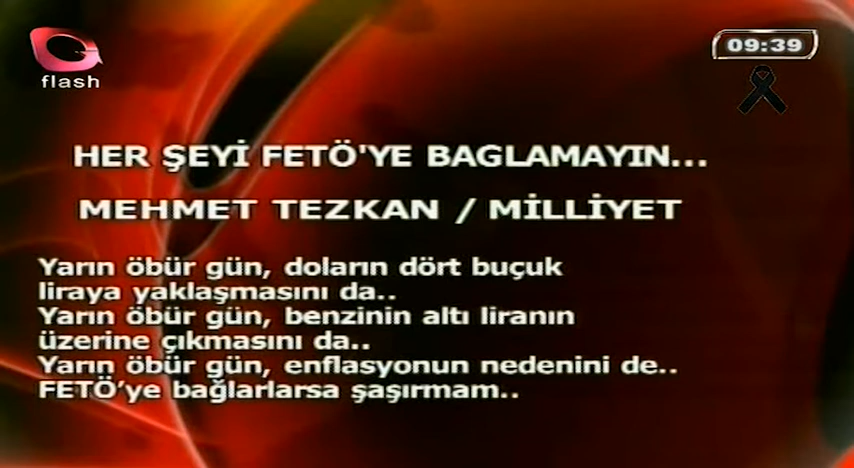 flash
09:39
HER ŞEYİ FETÖ'YE BAGLAMAYIN...
MEHMET TEZKAN / MİLLİYET
Yarın öbür gün, doların dört buçuk
liraya yaklaşmasını da..
Yarın öbür gün, benzinin altı liranın
üzerine çıkmasını da..
Yarın öbür gün, enflasyonun nedenini de..
FETÖ’ye bağlarlarsa şaşırmam..